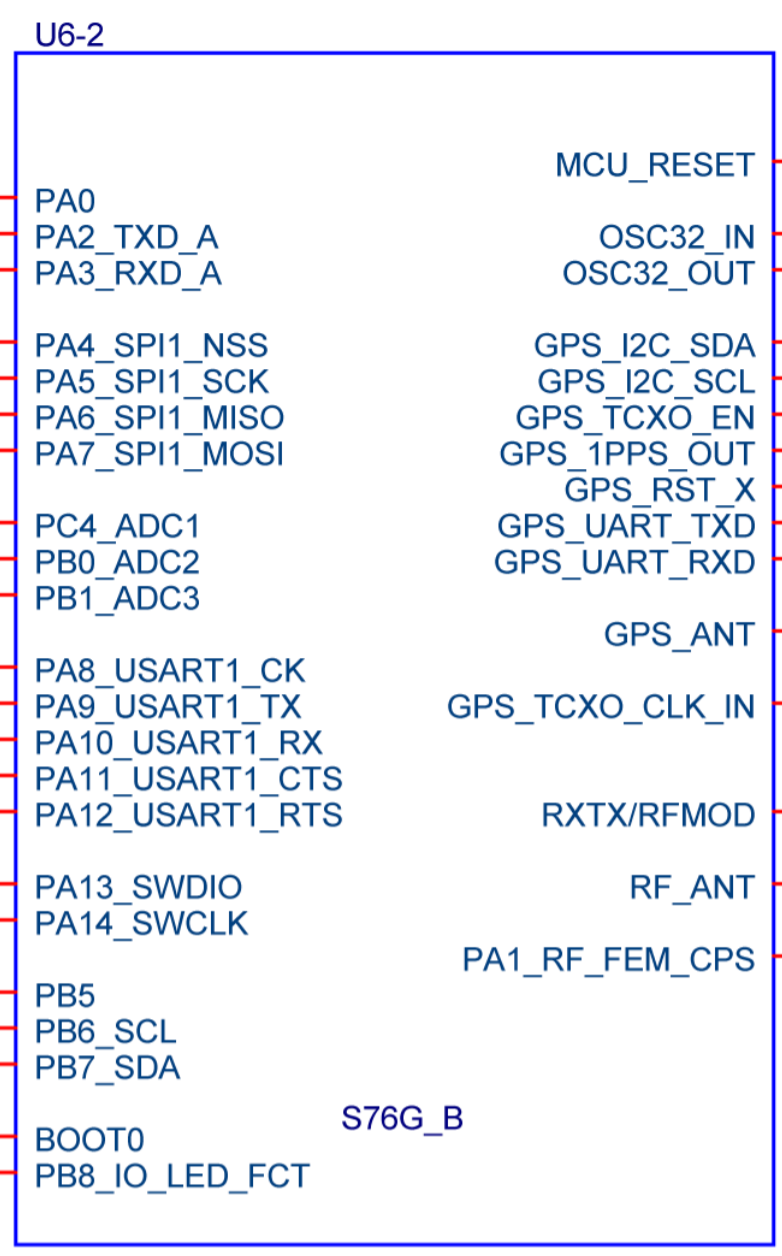 U6-2
MCU_RESET
PA0
PA2_TXD_A
OSC32_IN
PA3_RXD_A
OSC32_OUT
PA4_SPI1_NSS
GPS_I2C_SDA
PA5_SPI1_SCK
GPS_I2C_SCL
PA6_SPI1_MISO
GPS_TCXO_EN
PA7_SPI1_MOSI
GPS_1PPS_OUT
GPS_RST_X
PC4_ADC1
GPS_UART_TXD
PB0_ADC2
GPS_UART_RXD
PB1_ADC3
GPS_ANT
PA8_USART1_CK
PA9_USART1_TX
GPS_TCXO_CLK_IN
PA10_USART1_RX
PA11_USART1_CTS
PA12_USART1_RTS
RXTX/RFMOD
PA13_SWDIO
RF_ANT
PA14_SWCLK
PA1_RF_FEM_CPS
PB5
PB6_SCL
PB7_SDA
S76G_B
BOOT0
PB8_IO_LED_FCT